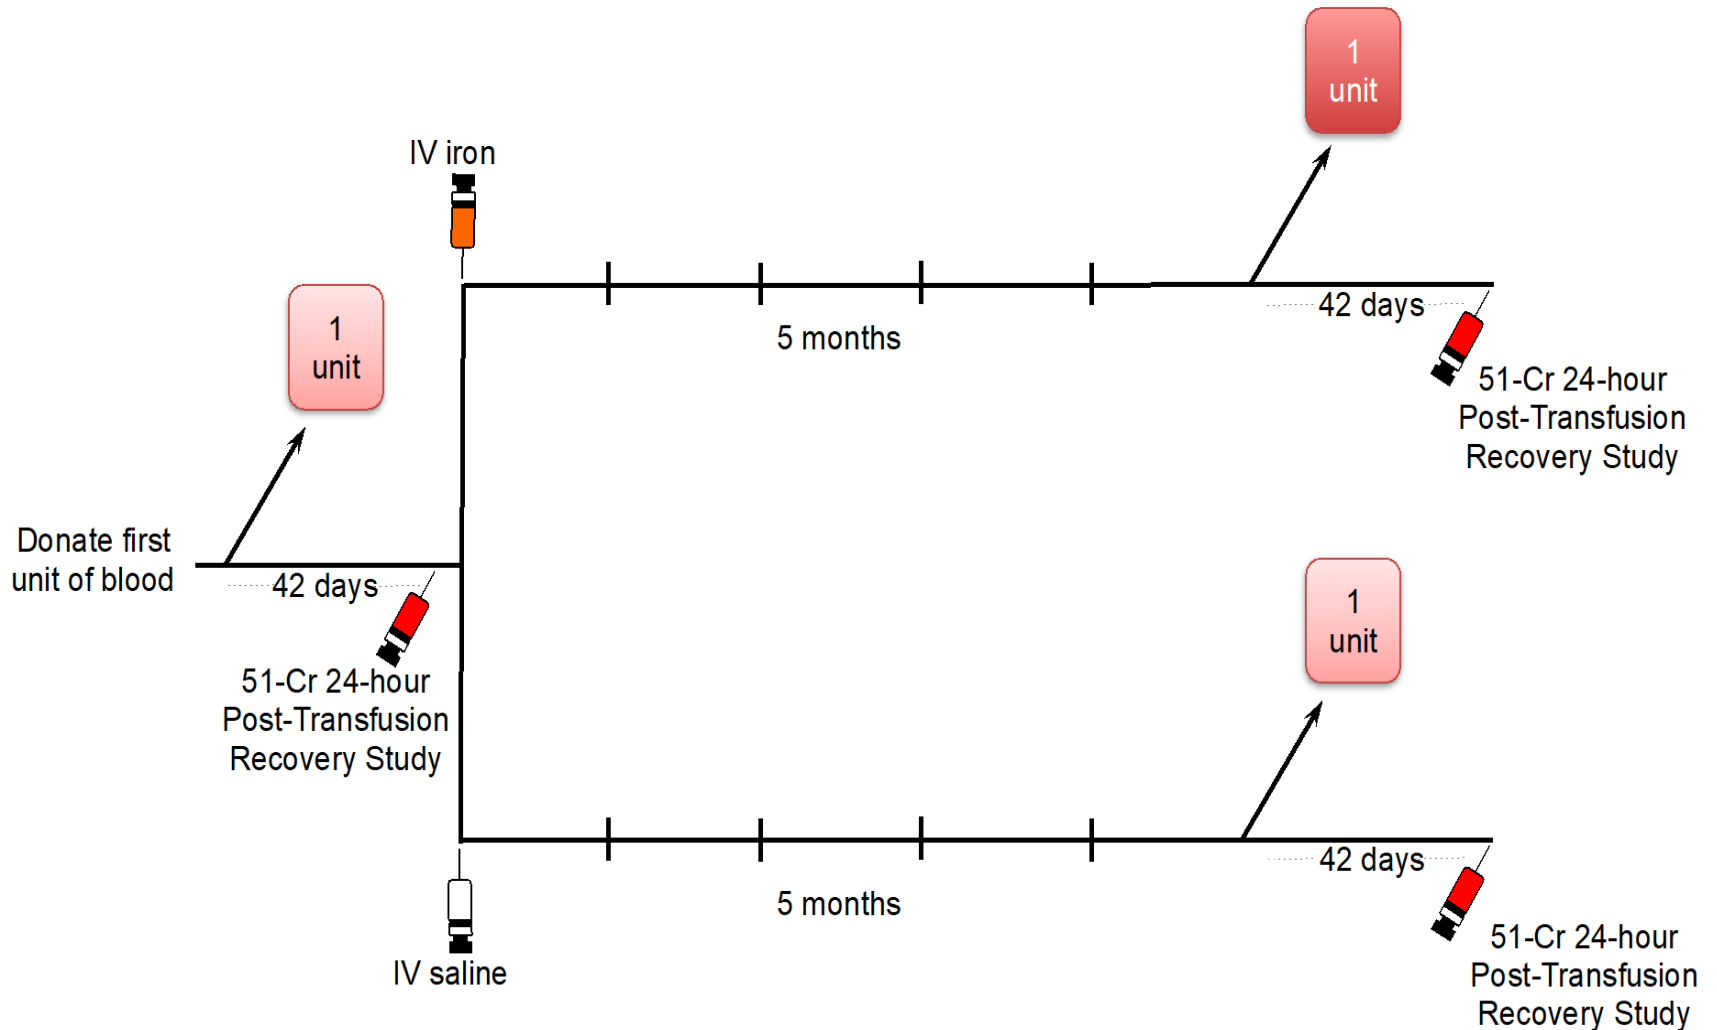 1
unit
IV iron
1
unit
42 days
5 months
51-Cr 24-hour
Post-Transfusion
Recovery Study
Donate first
unit of blood
42 days
51-Cr 24-hour
Post-Transfusion
Recovery Study
1
unit
42 days
5 months
51-Cr 24-hour
Post-Transfusion
Recovery Study
IV saline